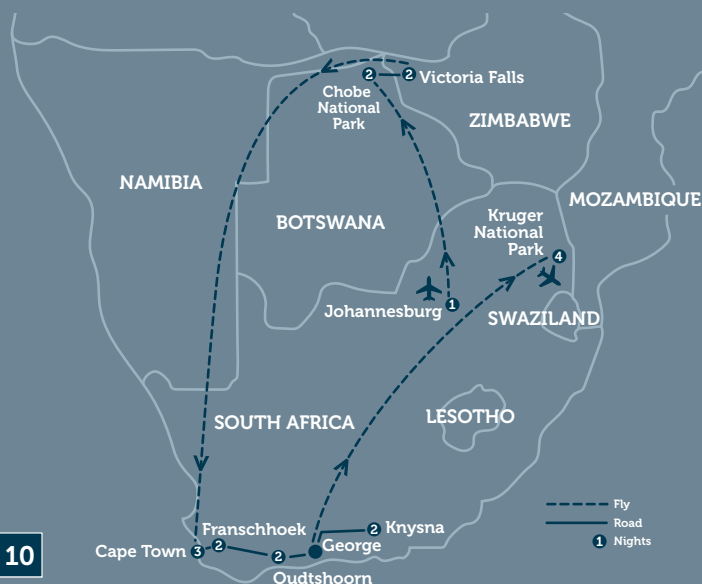 2
2
Victoria Falls
Chobe
National
Park
ZIMBABWE
NAMIBIA
MOZAMBIQUE
BOTSWANA
Kruger
National
Park
4
1
Johannesburg
SWAZILAND
SOUTH AFRICA
LESOTHO
Fly
Road
1 Nights
Franschhoek
2
2
Knysna
Cape Town
3
2
George
Oudtshoorn
10